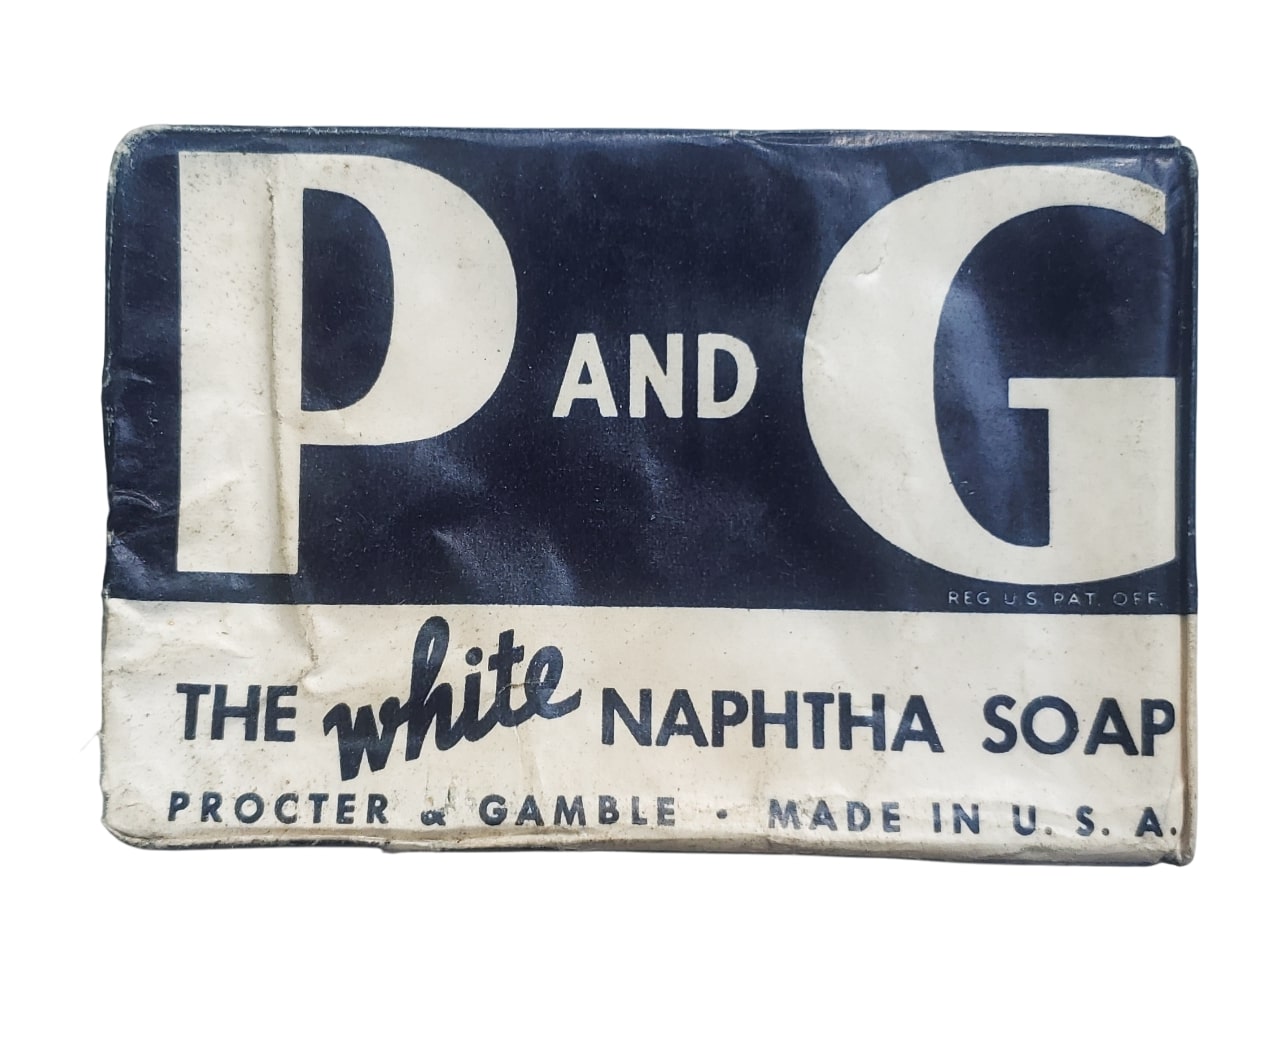 P AND G
REG U.S. PAT. OFF.
THE white NAPHTHA SOAP
PROCTER & GAMBLE · MADE IN U. S. A.